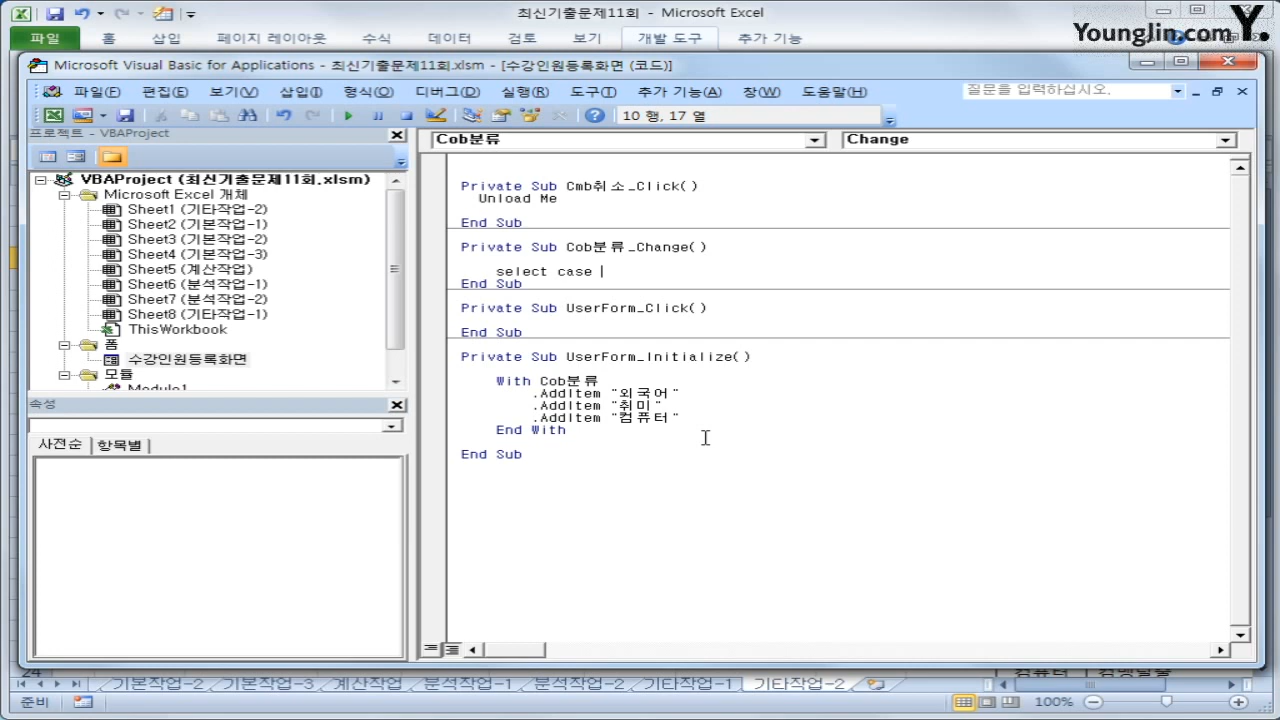 최신기출문제11회 - Microsoft Excel
파일 홈 삽입 페이지 레이아웃 수식 데이터 검토 보기 개발 도구 추가 기능
YoungJin.com Y.
Microsoft Visual Basic for Applications - 최신기출문제11회.xlsm - [수강인원등록화면 (코드)]
파일(F) 편집(E) 보기(V) 삽입(I) 형식(O) 디버그(D) 실행(R) 도구(T) 추가 기능(A) 창(W) 도움말(H) 질문을 입력하십시오.
10 행, 17 열
프로젝트 - VBAProject
VBAProject (최신기출문제11회.xlsm)
Microsoft Excel 개체
Sheet1 (기타작업-2)
Sheet2 (기본작업-1)
Sheet3 (기본작업-2)
Sheet4 (기본작업-3)
Sheet5 (계산작업)
Sheet6 (분석작업-1)
Sheet7 (분석작업-2)
Sheet8 (기타작업-1)
ThisWorkbook
폼
수강인원등록화면
모듈
Module1
속성
사전순 항목별
Cob분류 Change
Private Sub Cmb취소_Click()
Unload Me
End Sub
Private Sub Cob분류_Change()
select case
End Sub
Private Sub UserForm_Click()
End Sub
Private Sub UserForm_Initialize()
With Cob분류
.AddItem "외국어"
.AddItem "취미"
.AddItem "컴퓨터"
End With
End Sub
24
기본작업-2 기본작업-3 계산작업 분석작업-1 분석작업-2 기타작업-1 기타작업-2
준비 100%